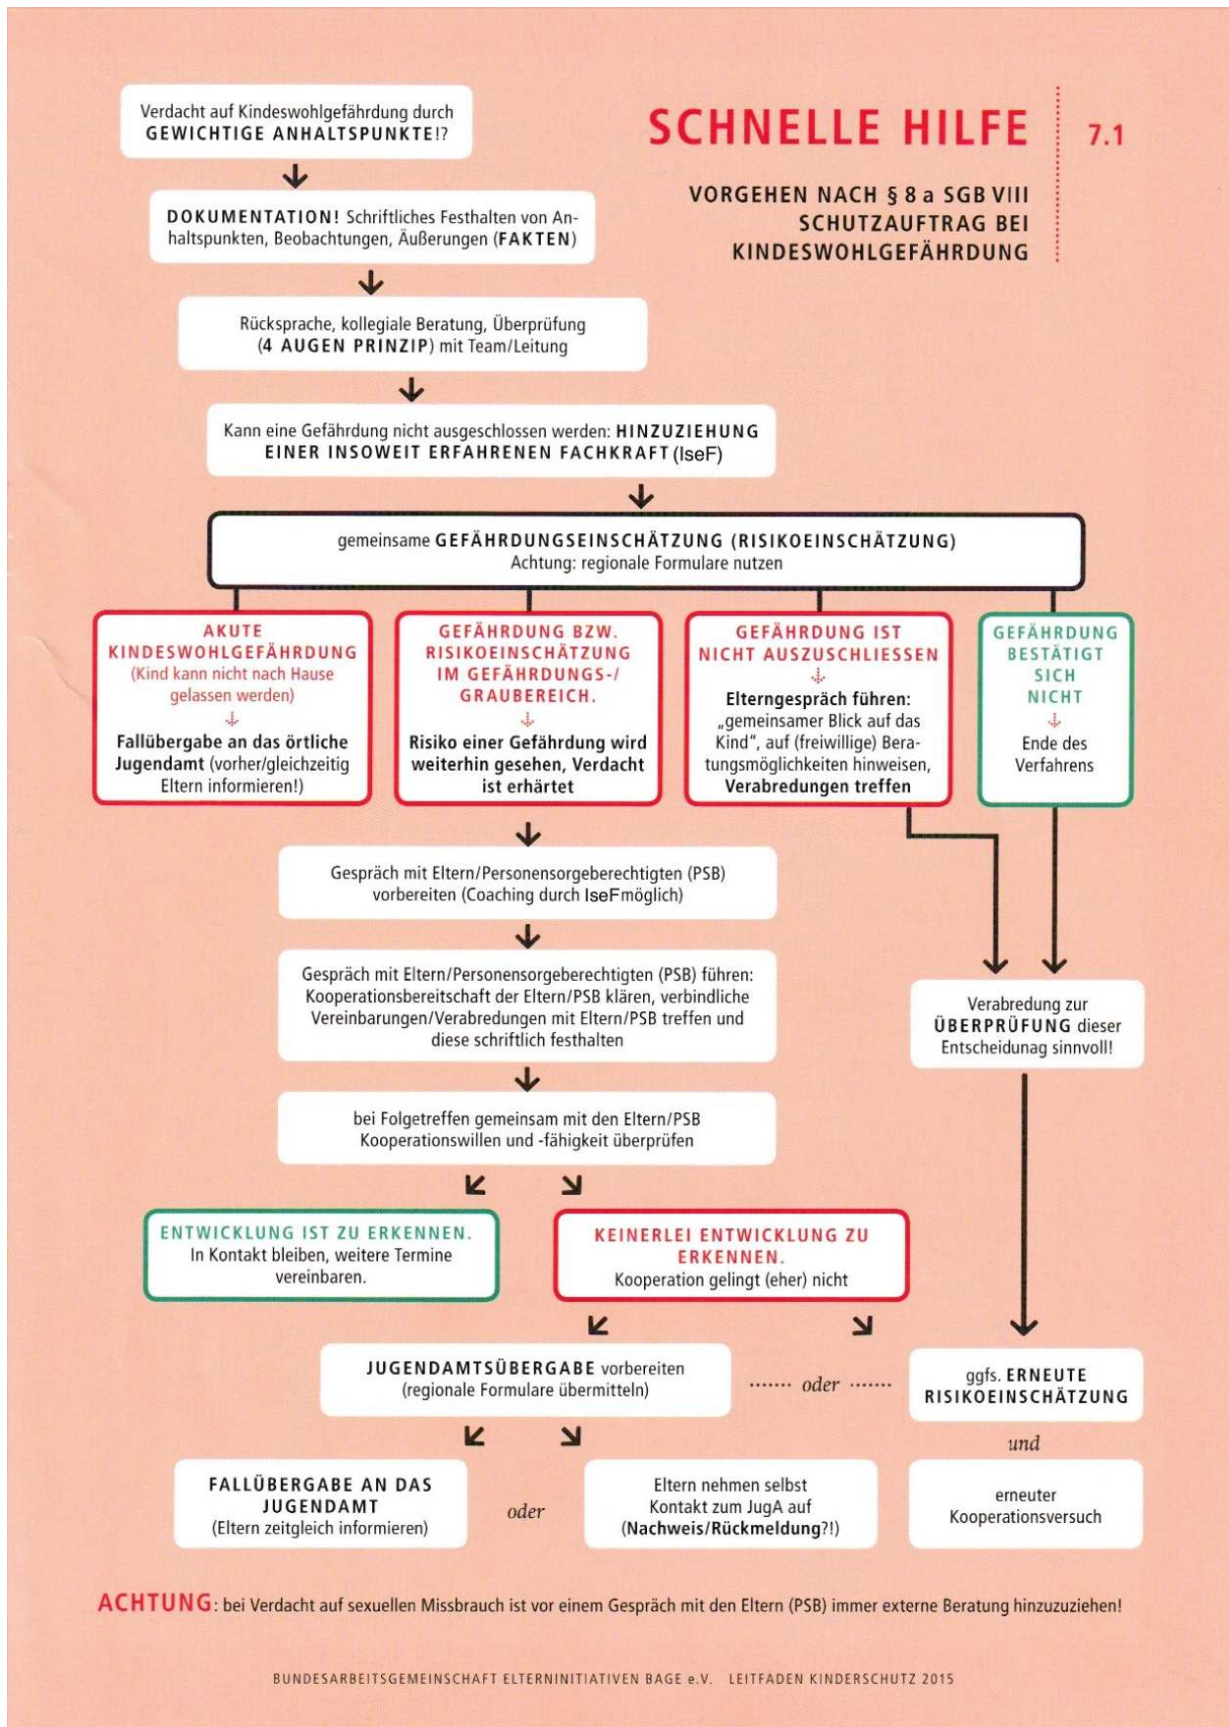 SCHNELLE HILFE
7.1
VORGEHEN NACH § 8 a SGB VIII
SCHUTZAUFTRAG BEI
KINDESWOHLGEFÄHRDUNG
Verdacht auf Kindeswohlgefährdung durch
GEWICHTIGE ANHALTSPUNKTE!?
DOKUMENTATION! Schriftliches Festhalten von An-
haltspunkten, Beobachtungen, Äußerungen (FAKTEN)
Rücksprache, kollegiale Beratung, Überprüfung
(4 AUGEN PRINZIP) mit Team/Leitung
Kann eine Gefährdung nicht ausgeschlossen werden: HINZUZIEHUNG
EINER INSOWEIT ERFAHRENEN FACHKRAFT (IseF)
gemeinsame GEFÄHRDUNGSEINSCHÄTZUNG (RISIKOEINSCHÄTZUNG)
Achtung: regionale Formulare nutzen
AKUTE
KINDESWOHLGEFÄHRDUNG
(Kind kann nicht nach Hause
gelassen werden)
Fallübergabe an das örtliche
Jugendamt (vorher/gleichzeitig
Eltern informieren!)
GEFÄHRDUNG BZW.
RISIKOEINSCHÄTZUNG
IM GEFÄHRDUNGS-/
GRAUBEREICH.
Risiko einer Gefährdung wird
weiterhin gesehen, Verdacht
ist erhärtet
GEFÄHRDUNG IST
NICHT AUSZUSCHLIESSEN
Elterngespräch führen:
„gemeinsamer Blick auf das
Kind“, auf (freiwillige) Bera-
tungsmöglichkeiten hinweisen,
Verabredungen treffen
GEFÄHRDUNG
BESTÄTIGT
SICH
NICHT
Ende des
Verfahrens
Gespräch mit Eltern/Personensorgeberechtigten (PSB)
vorbereiten (Coaching durch IseF möglich)
Gespräch mit Eltern/Personensorgeberechtigten (PSB) führen:
Kooperationsbereitschaft der Eltern/PSB klären, verbindliche
Vereinbarungen/Verabredungen mit Eltern/PSB treffen und
diese schriftlich festhalten
Verabredung zur
ÜBERPRÜFUNG dieser
Entscheidunag sinnvoll!
bei Folgetreffen gemeinsam mit den Eltern/PSB
Kooperationswillen und -fähigkeit überprüfen
ENTWICKLUNG IST ZU ERKENNEN.
In Kontakt bleiben, weitere Termine
vereinbaren.
KEINERLEI ENTWICKLUNG ZU
ERKENNEN.
Kooperation gelingt (eher) nicht
JUGENDAMTSÜBERGABE vorbereiten
(regionale Formulare übermitteln)
....... oder .......
ggfs. ERNEUTE
RISIKOEINSCHÄTZUNG
und
FALLÜBERGABE AN DAS
JUGENDAMT
(Eltern zeitgleich informieren)
oder
Eltern nehmen selbst
Kontakt zum JugA auf
(Nachweis/Rückmeldung?!)
erneuter
Kooperationsversuch
ACHTUNG: bei Verdacht auf sexuellen Missbrauch ist vor einem Gespräch mit den Eltern (PSB) immer externe Beratung hinzuzuziehen!
BUNDESARBEITSGEMEINSCHAFT ELTERNINITIATIVEN BAGE e.V. LEITFADEN KINDERSCHUTZ 2015